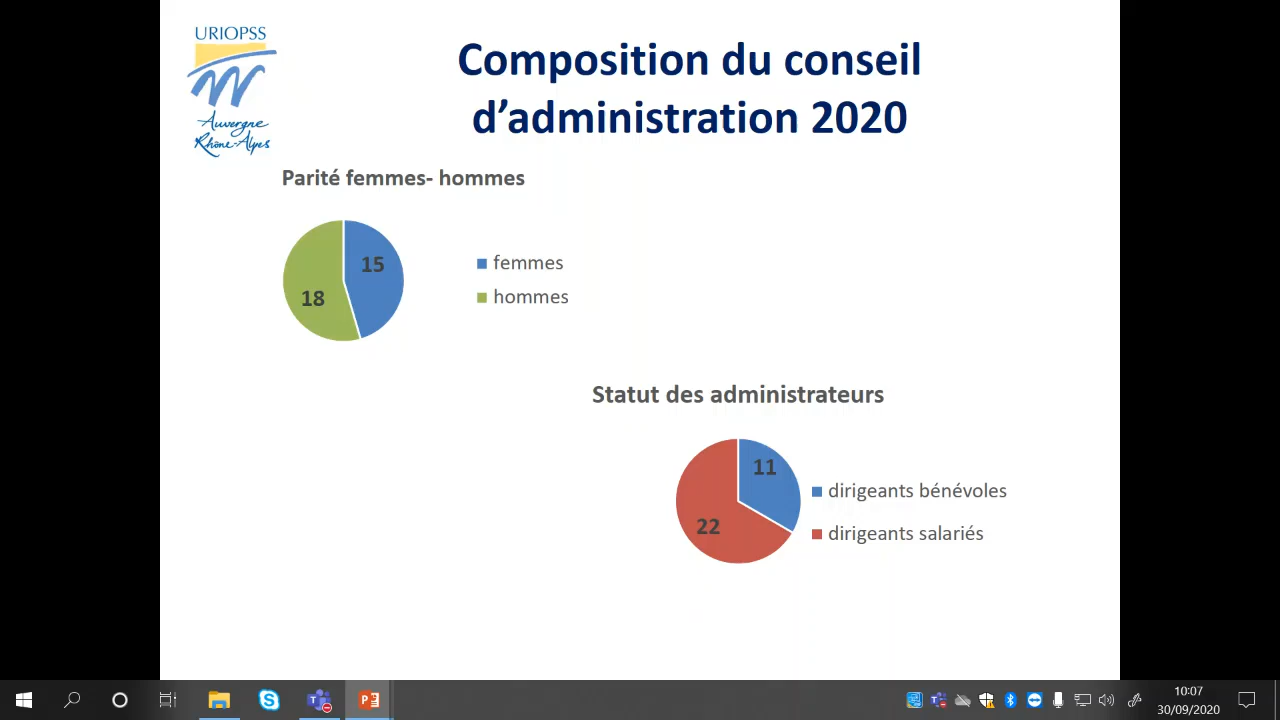 URIOPSS
Auvergne
Rhône-Alpes
Composition du conseil
d’administration 2020
Parité femmes- hommes
15
18
femmes
hommes
Statut des administrateurs
11
22
dirigeants bénévoles
dirigeants salariés
10:07
30/09/2020